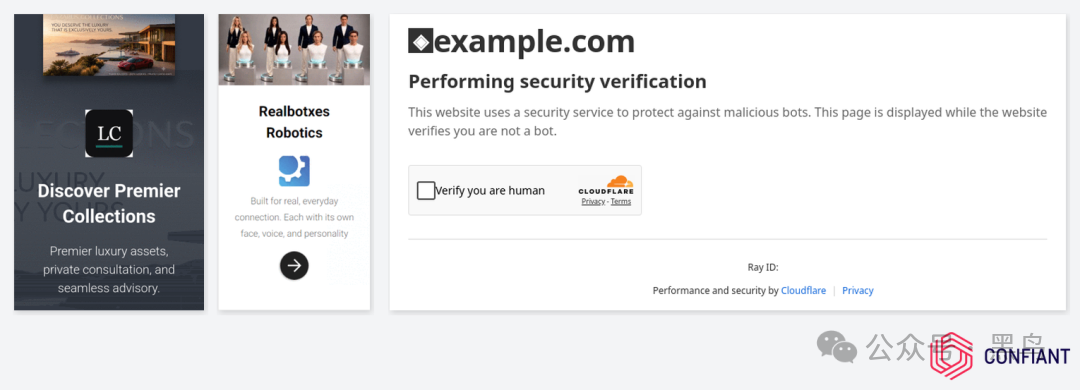 YOU DESERVE THE LUXURY
THAT IS EXCLUSIVELY YOURS.
LC
Discover Premier
Collections
Premier luxury assets,
private consultation, and
seamless advisory.
Realbotxes
Robotics
Built for real, everyday
connection. Each with its own
face, voice, and personality
example.com
Performing security verification
This website uses a security service to protect against malicious bots. This page is displayed while the website
verifies you are not a bot.
Verify you are human
CLOUDFLARE
Privacy - Terms
Ray ID:
Performance and security by Cloudflare | Privacy
公众号 · 黑鸟
CONFIANT